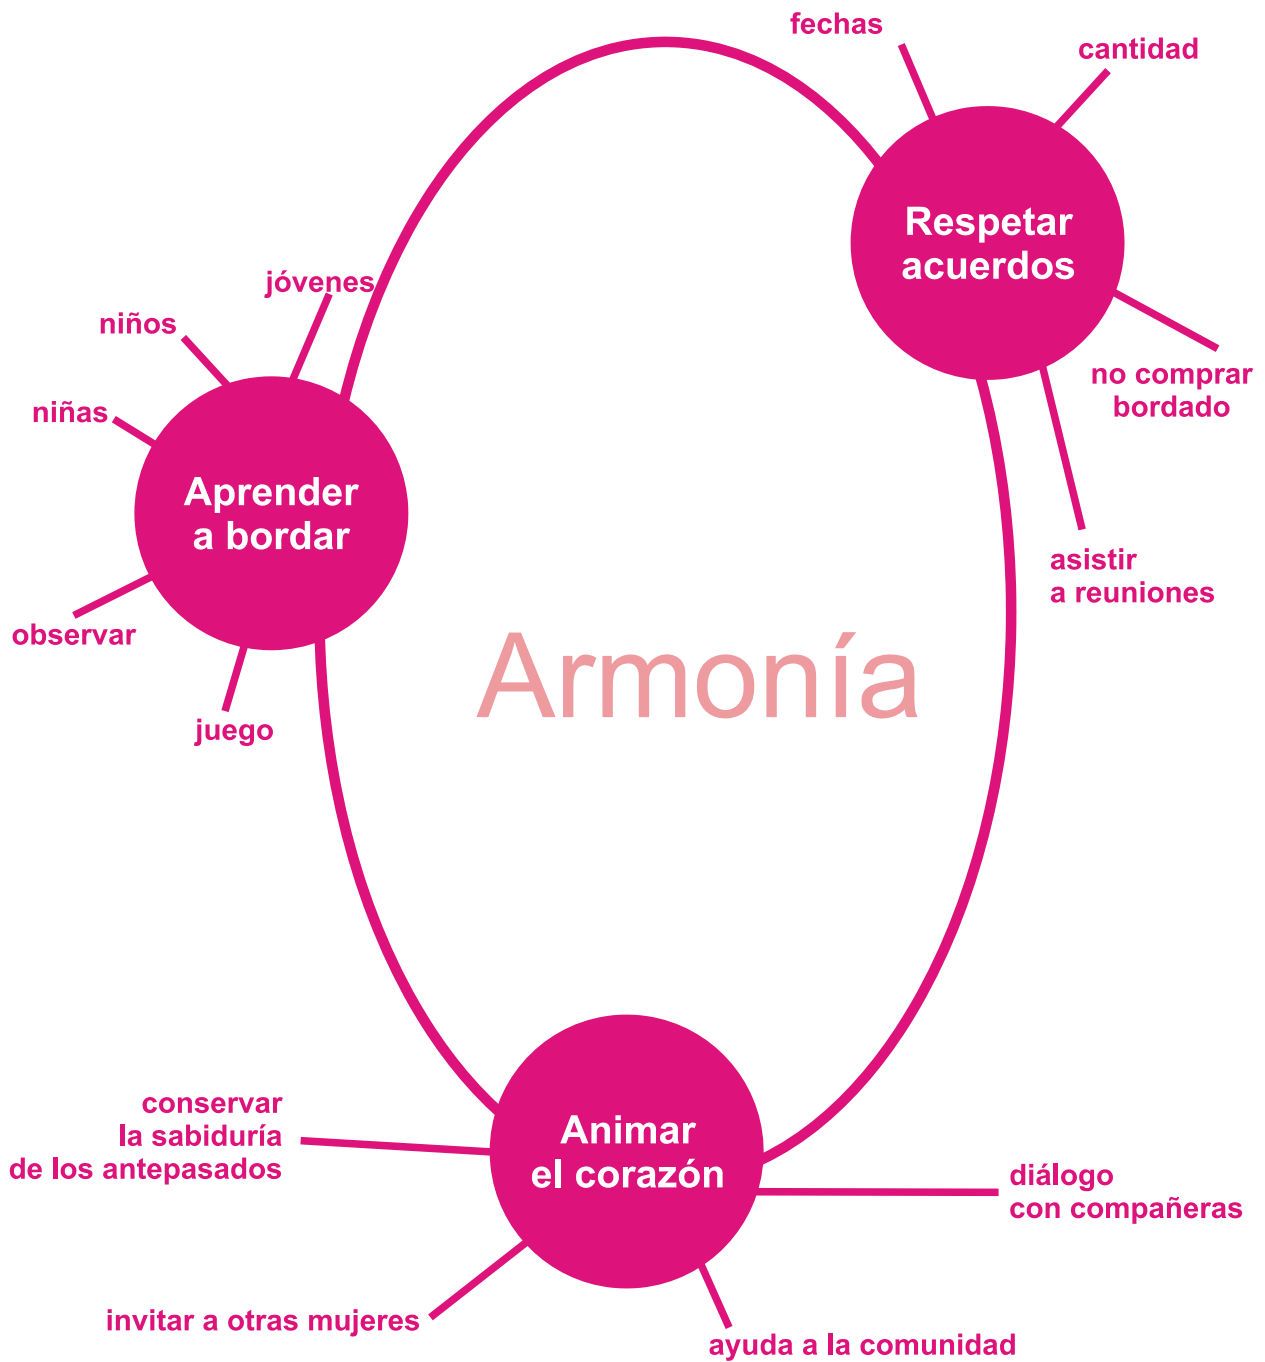 fechas
cantidad
Respetar
acuerdos
no comprar
bordado
asistir
a reuniones
jóvenes
niños
niñas
Aprender
a bordar
observar
juego
Armonía
Animar
el corazón
conservar
la sabiduría
de los antepasados
diálogo
con compañeras
invitar a otras mujeres
ayuda a la comunidad